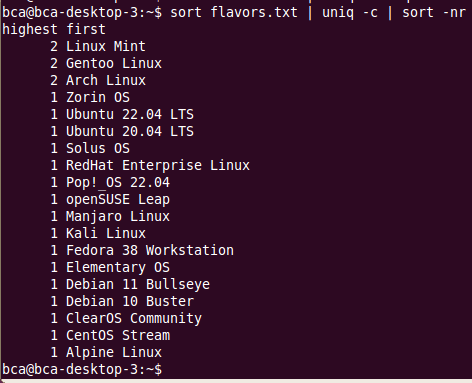 bca@bca-desktop-3:~$ sort flavors.txt | uniq -c | sort -nr
highest first
2 Linux Mint
2 Gentoo Linux
2 Arch Linux
1 Zorin OS
1 Ubuntu 22.04 LTS
1 Ubuntu 20.04 LTS
1 Solus OS
1 RedHat Enterprise Linux
1 Pop!_OS 22.04
1 openSUSE Leap
1 Manjaro Linux
1 Kali Linux
1 Fedora 38 Workstation
1 Elementary OS
1 Debian 11 Bullseye
1 Debian 10 Buster
1 ClearOS Community
1 CentOS Stream
1 Alpine Linux
bca@bca-desktop-3:~$